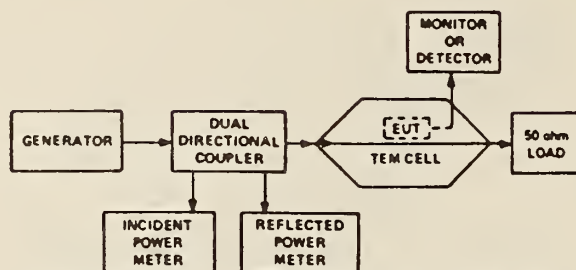 MONITOR
OR
DETECTOR
GENERATOR
DUAL
DIRECTIONAL
COUPLER
EUT
TEM CELL
50 ohm
LOAD
INCIDENT
POWER
METER
REFLECTED
POWER
METER